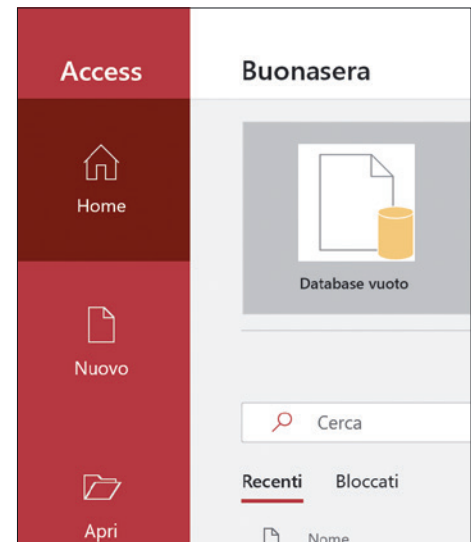 Access
Buonasera
Home
Database vuoto
Nuovo
Cerca
Recenti Bloccati
Apri
Nome